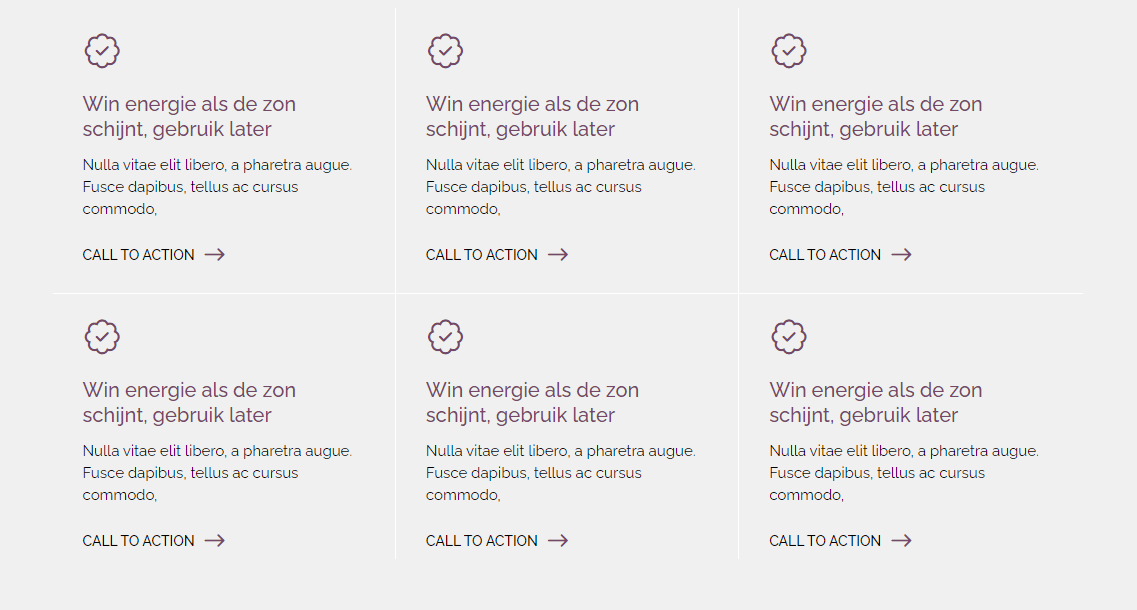 Win energie als de zon
schijnt, gebruik later
Nulla vitae elit libero, a pharetra augue.
Fusce dapibus, tellus ac cursus
commodo,
CALL TO ACTION
Win energie als de zon
schijnt, gebruik later
Nulla vitae elit libero, a pharetra augue.
Fusce dapibus, tellus ac cursus
commodo,
CALL TO ACTION
Win energie als de zon
schijnt, gebruik later
Nulla vitae elit libero, a pharetra augue.
Fusce dapibus, tellus ac cursus
commodo,
CALL TO ACTION
Win energie als de zon
schijnt, gebruik later
Nulla vitae elit libero, a pharetra augue.
Fusce dapibus, tellus ac cursus
commodo,
CALL TO ACTION
Win energie als de zon
schijnt, gebruik later
Nulla vitae elit libero, a pharetra augue.
Fusce dapibus, tellus ac cursus
commodo,
CALL TO ACTION
Win energie als de zon
schijnt, gebruik later
Nulla vitae elit libero, a pharetra augue.
Fusce dapibus, tellus ac cursus
commodo,
CALL TO ACTION